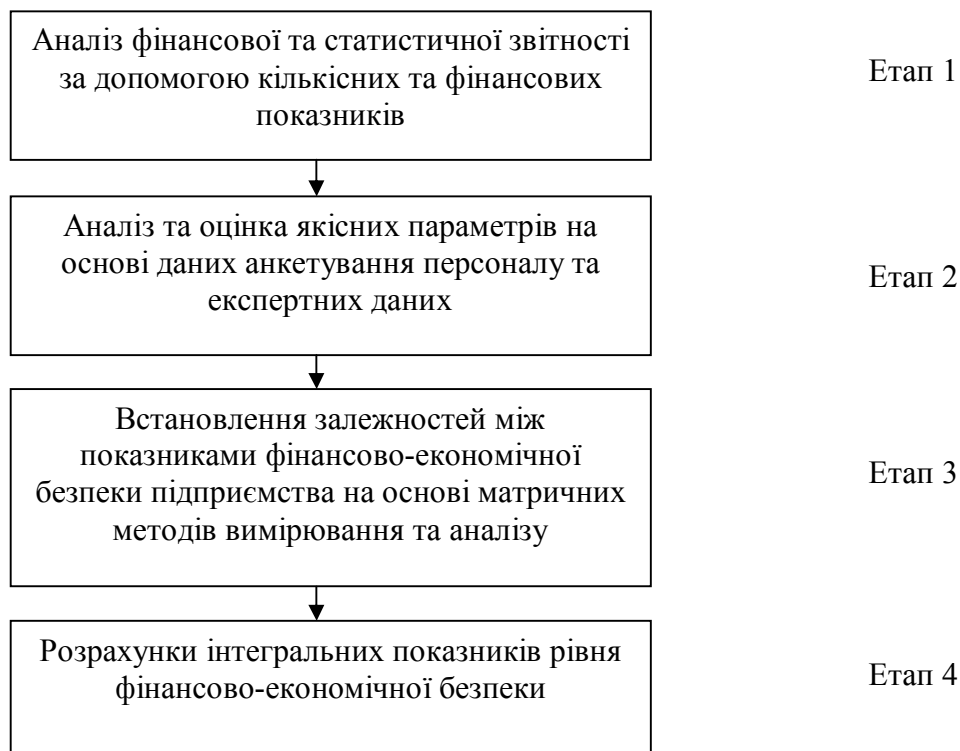 Аналіз фінансової та статистичної звітності
за допомогою кількісних та фінансових
показників
Етап 1
Аналіз та оцінка якісних параметрів на
основі даних анкетування персоналу та
експертних даних
Етап 2
Встановлення залежностей між
показниками фінансово-економічної
безпеки підприємства на основі матричних
методів вимірювання та аналізу
Етап 3
Розрахунки інтегральних показників рівня
фінансово-економічної безпеки
Етап 4